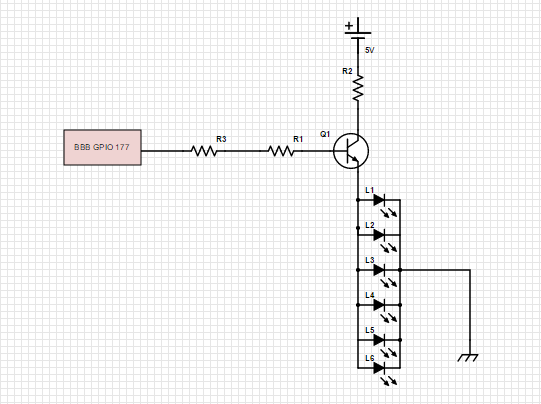 +
5V
R2
Q1
R3
R1
BBB GPIO 177
L1
L2
L3
L4
L5
L6